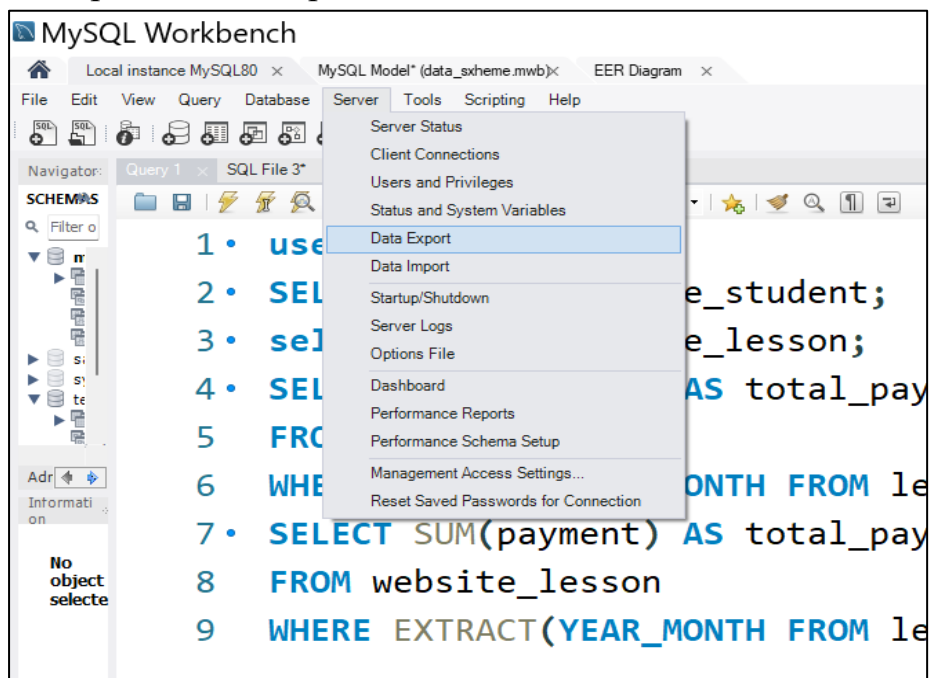 MySQL Workbench
Local instance MySQL80 × MySQL Model* (data_sxheme.mwb)× EER Diagram ×
File Edit View Query Database Server Tools Scripting Help
Server Status
Client Connections
Users and Privileges
Status and System Variables
Data Export
Data Import
Startup/Shutdown
Server Logs
Options File
Dashboard
Performance Reports
Performance Schema Setup
Management Access Settings...
Reset Saved Passwords for Connection
Navigator: Query 1 × SQL File 3*
SCHEMAS
Filter o
m
sa
sy
te
Adr
Informati
on
No
object
selecte
1 use
2 SEL e_student;
3 sel e_lesson;
4 SEL AS total_pay
5 FRO
6 WHE ONTH FROM le
7 SELECT SUM(payment) AS total_pay
8 FROM website_lesson
9 WHERE EXTRACT(YEAR_MONTH FROM le